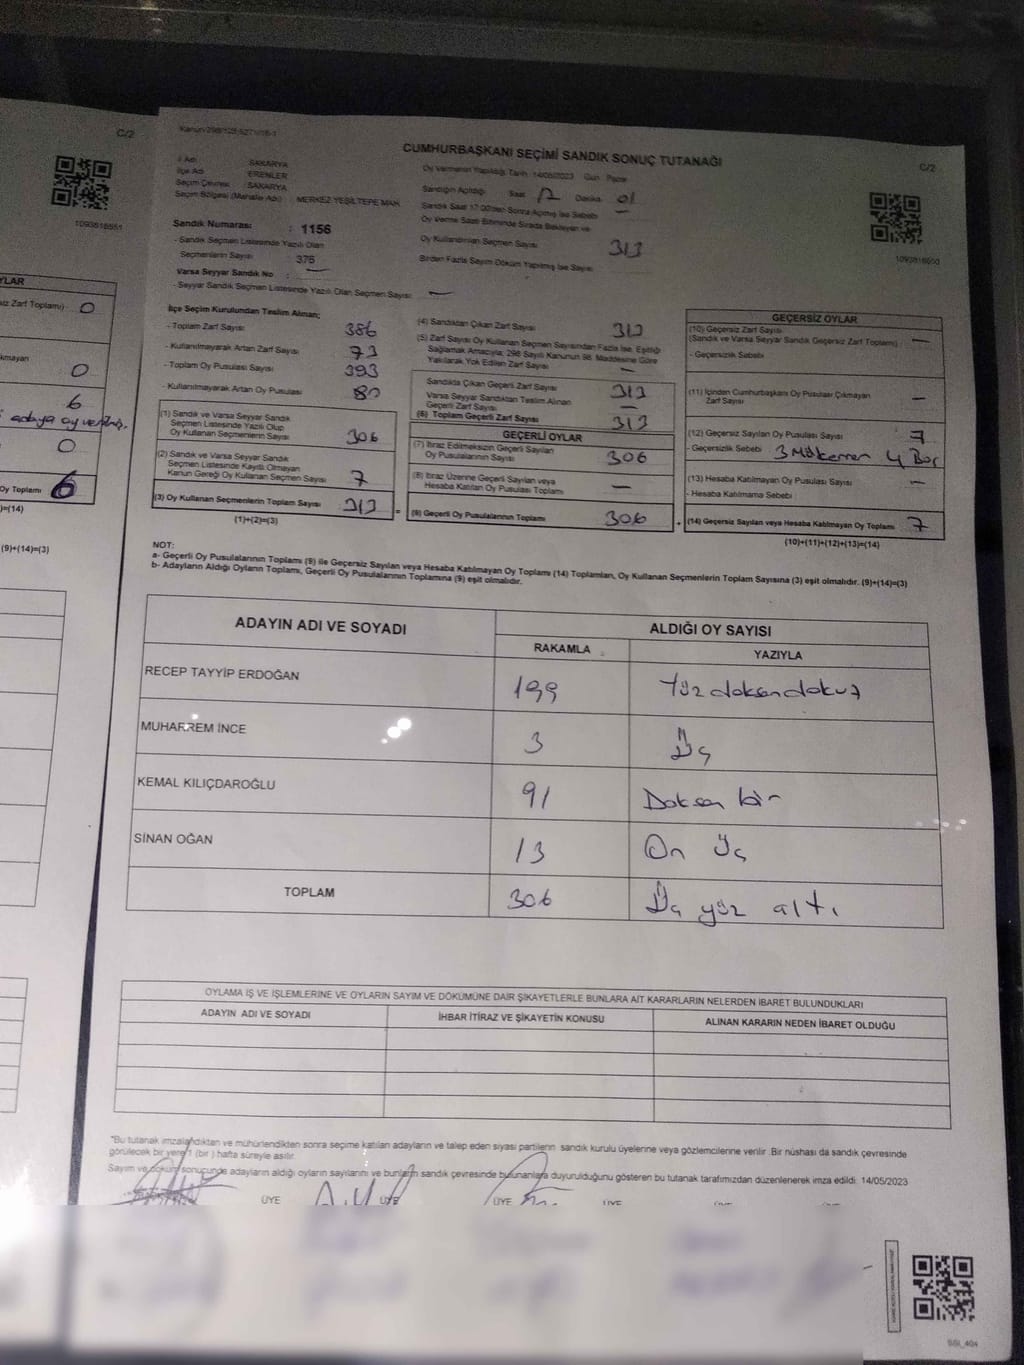 C/2
1093818551
YLAR
siz Zarf Toplamı) 0
kmayan
0
6
adaya oy verilmiş.
0
Oy Toplamı 6
)=(14)
(9)+(14)=(3)
Kanun/298/125,6271/16-1
CUMHURBAŞKANI SEÇİMİ SANDIK SONUÇ TUTANAĞI
C/2
İl Adı SAKARYA
İlçe Adı ERENLER
Seçim Çevresi SAKARYA
Seçim Bölgesi (Mahalle Adı) MERKEZ YEŞİLTEPE MAH.
Oy Vermenin Yapıldığı Tarih 14/05/2023 Gün Pazar
Sandığın Açıldığı Saat 17 Dakika 01
Sandık Saat 17:00'den Sonra Açılmış İse Sebebi —
Oy Verme Saati Bitiminde Sırada Bekleyen ve
Oy Kullandırılan Seçmen Sayısı 313
Birden Fazla Sayım Döküm Yapılmış İse Sayısı
1093818550
Sandık Numarası : 1156
- Sandık Seçmen Listesinde Yazılı Olan
Seçmenlerin Sayısı 375
Varsa Seyyar Sandık No : —
- Seyyar Sandık Seçmen Listesinde Yazılı Olan Seçmen Sayısı —
İlçe Seçim Kurulundan Teslim Alınan;
- Toplam Zarf Sayısı 386
- Kullanılmayarak Artan Zarf Sayısı 73
- Toplam Oy Pusulası Sayısı 393
- Kullanılmayarak Artan Oy Pusulası 80
(1) Sandık ve Varsa Seyyar Sandık
Seçmen Listesinde Yazılı Olup
Oy Kullanan Seçmenlerin Sayısı 306
(2) Sandık ve Varsa Seyyar Sandık
Seçmen Listesinde Kayıtlı Olmayan
Kanun Gereği Oy Kullanan Seçmen Sayısı 7
(3) Oy Kullanan Seçmenlerin Toplam Sayısı 313
(1)+(2)=(3)
(4) Sandıktan Çıkan Zarf Sayısı 313
(5) Zarf Sayısı Oy Kullanan Seçmen Sayısından Fazla İse, Eşitliği
Sağlamak Amacıyla; 298 Sayılı Kanunun 98. Maddesine Göre
Yakılarak Yok Edilen Zarf Sayısı —
Sandıkta Çıkan Geçerli Zarf Sayısı 313
Varsa Seyyar Sandıktan Teslim Alınan
Geçerli Zarf Sayısı —
(6) Toplam Geçerli Zarf Sayısı 313
GEÇERLİ OYLAR
(7) İtiraz Edilmeksizin Geçerli Sayılan
Oy Pusulalarının Sayısı 306
(8) İtiraz Üzerine Geçerli Sayılan veya
Hesaba Katılan Oy Pusulası Toplamı —
= (9) Geçerli Oy Pusulalarının Toplamı 306
GEÇERSİZ OYLAR
(10) Geçersiz Zarf Sayısı
(Sandık ve Varsa Seyyar Sandık Geçersiz Zarf Toplamı) —
- Geçersizlik Sebebi
(11) İçinden Cumhurbaşkanı Oy Pusulası Çıkmayan
Zarf Sayısı —
(12) Geçersiz Sayılan Oy Pusulası Sayısı 7
- Geçersizlik Sebebi 3 Mükerrer 4 Boş
(13) Hesaba Katılmayan Oy Pusulası Sayısı —
- Hesaba Katılmama Sebebi
+ (14) Geçersiz Sayılan veya Hesaba Katılmayan Oy Toplamı 7
(10)+(11)+(12)+(13)=(14)
NOT:
a- Geçerli Oy Pusulalarının Toplamı (9) ile Geçersiz Sayılan veya Hesaba Katılmayan Oy Toplamı (14) Toplamları, Oy Kullanan Seçmenlerin Toplam Sayısına (3) eşit olmalıdır. (9)+(14)=(3)
b- Adayların Aldığı Oyların Toplamı, Geçerli Oy Pusulalarının Toplamına (9) eşit olmalıdır.
ADAYIN ADI VE SOYADI
ALDIĞI OY SAYISI
RAKAMLA YAZIYLA
RECEP TAYYİP ERDOĞAN 199 Yüz doksan dokuz
MUHARREM İNCE 3 Üç
KEMAL KILIÇDAROĞLU 91 Doksan bir
SİNAN OĞAN 13 On üç
TOPLAM 306 Üç yüz altı
OYLAMA İŞ VE İŞLEMLERİNE VE OYLARIN SAYIM VE DÖKÜMÜNE DAİR ŞİKAYETLERLE BUNLARA AİT KARARLARIN NELERDEN İBARET BULUNDUKLARI
ADAYIN ADI VE SOYADI İHBAR İTİRAZ VE ŞİKAYETİN KONUSU ALINAN KARARIN NEDEN İBARET OLDUĞU
"Bu tutanak imzalandıktan ve mühürlendikten sonra seçime katılan adayların ve talep eden siyasi partilerin sandık kurulu üyelerine veya gözlemcilerine verilir. Bir nüshası da sandık çevresinde
görülecek bir yere 1 (bir) hafta süreyle asılır.
Sayım ve döküm sonucunda adayların aldığı oyların sayılarını ve bunların sandık çevresinde bulunanlara duyurulduğunu gösteren bu tutanak tarafımızdan düzenlenerek imza edildi. 14/05/2023
ÜYE ÜYE ÜYE ÜYE